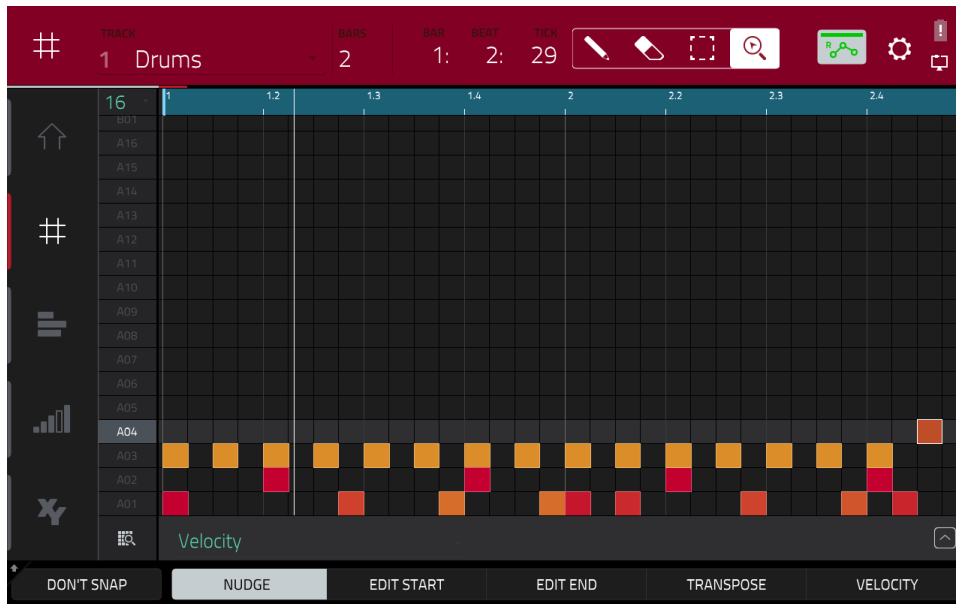 TRACK BARS BAR BEAT TICK
1 Drums 2 1: 2: 29
R
!
16 1 1.2 1.3 1.4 2 2.2 2.3 2.4
B01
A16
A15
A14
A13
A12
A11
A10
A09
A08
A07
A06
A05
A04
A03
A02
A01
XY
Velocity
DON'T SNAP NUDGE EDIT START EDIT END TRANSPOSE VELOCITY